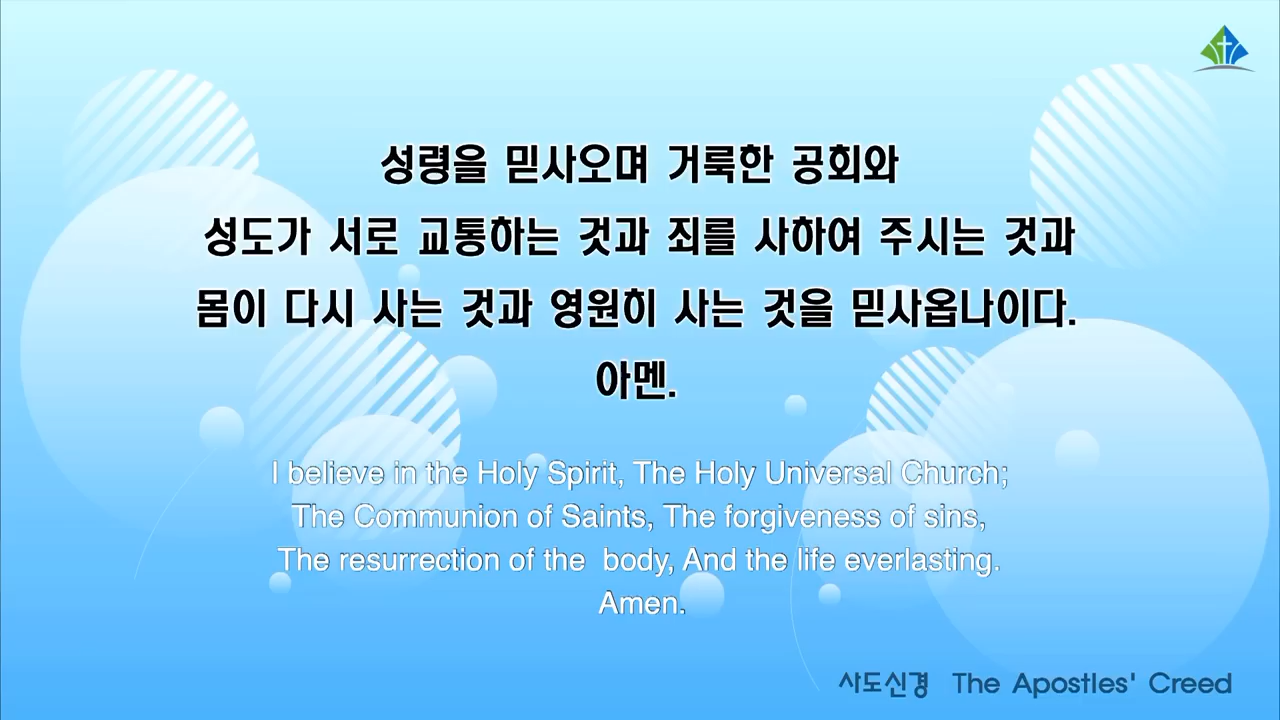 성령을 믿사오며 거룩한 공회와
성도가 서로 교통하는 것과 죄를 사하여 주시는 것과
몸이 다시 사는 것과 영원히 사는 것을 믿사옵나이다.
아멘.
I believe in the Holy Spirit, The Holy Universal Church;
The Communion of Saints, The forgiveness of sins,
The resurrection of the  body, And the life everlasting.
Amen.
사도신경  The Apostles' Creed